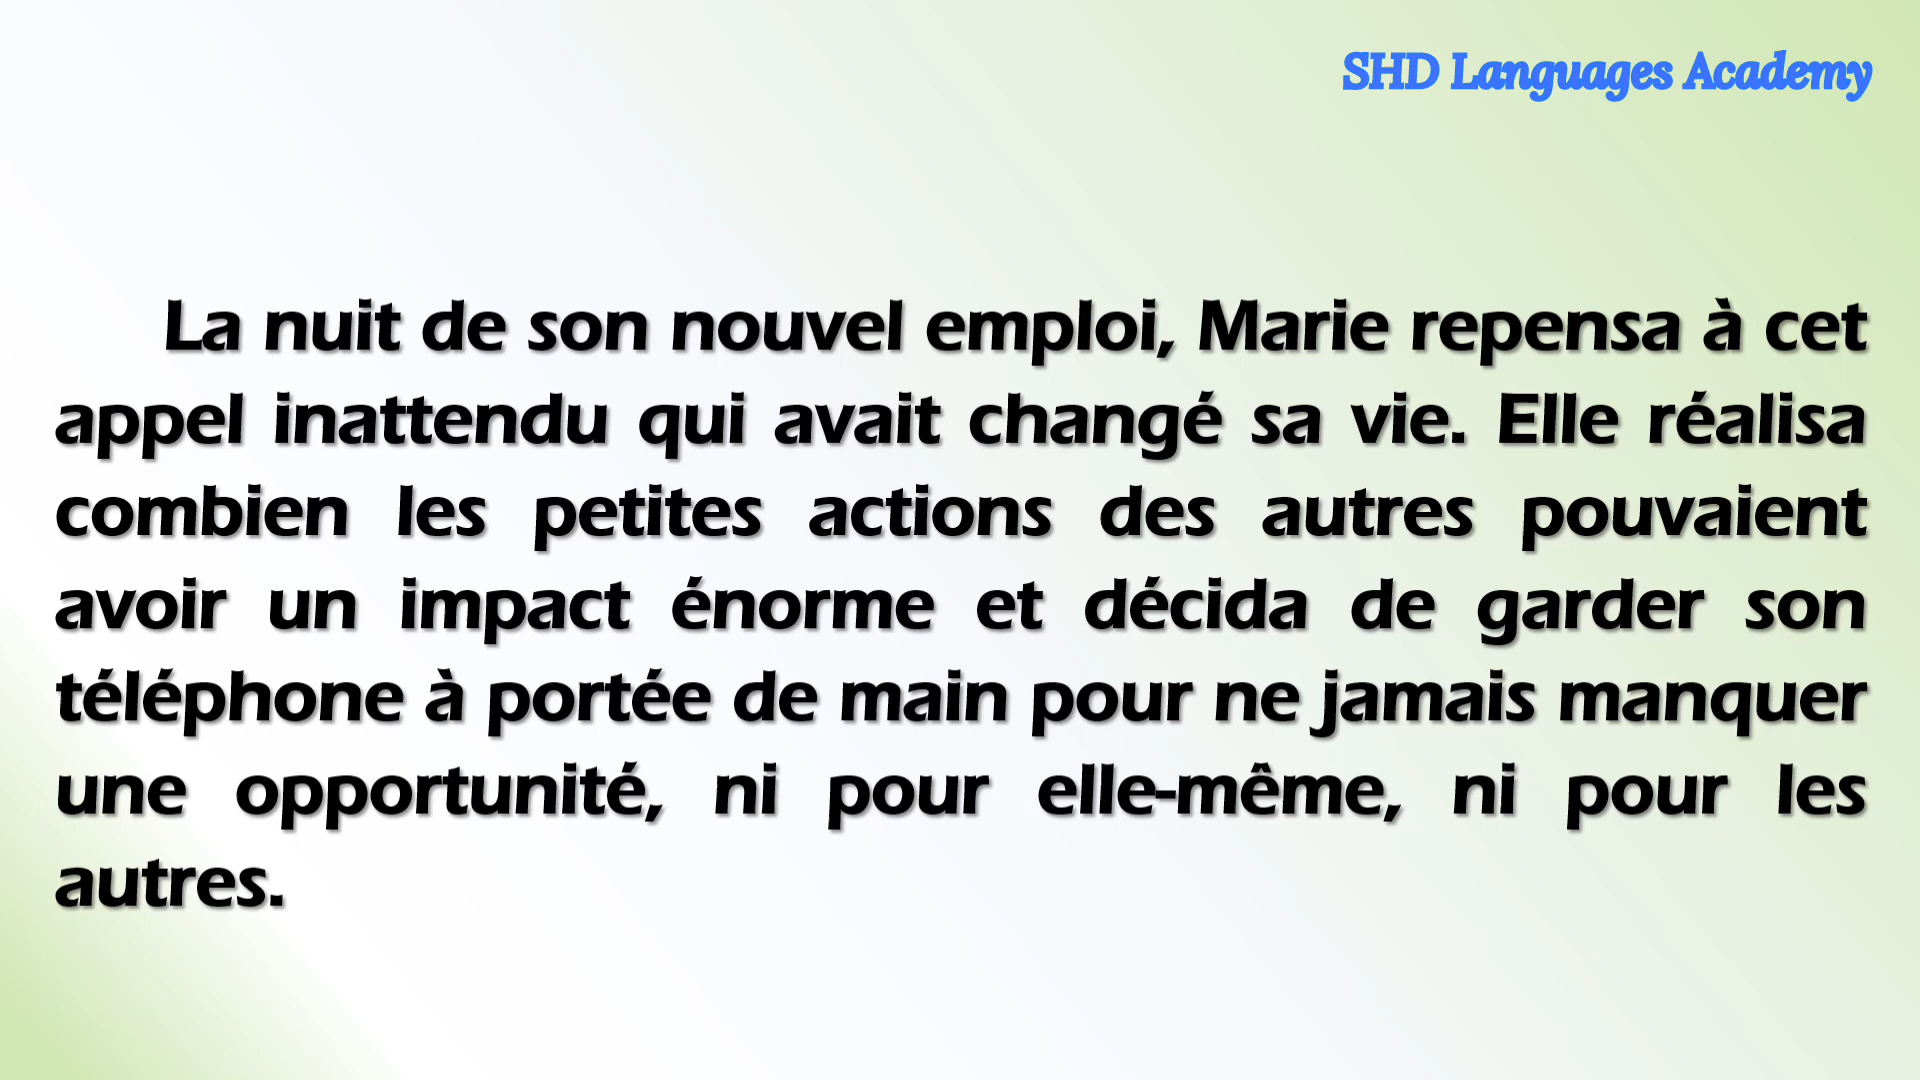 SHD Languages Academy
La nuit de son nouvel emploi, Marie repensa à cet
appel inattendu qui avait changé sa vie. Elle réalisa
combien les petites actions des autres pouvaient
avoir un impact énorme et décida de garder son
téléphone à portée de main pour ne jamais manquer
une opportunité, ni pour elle-même, ni pour les
autres.